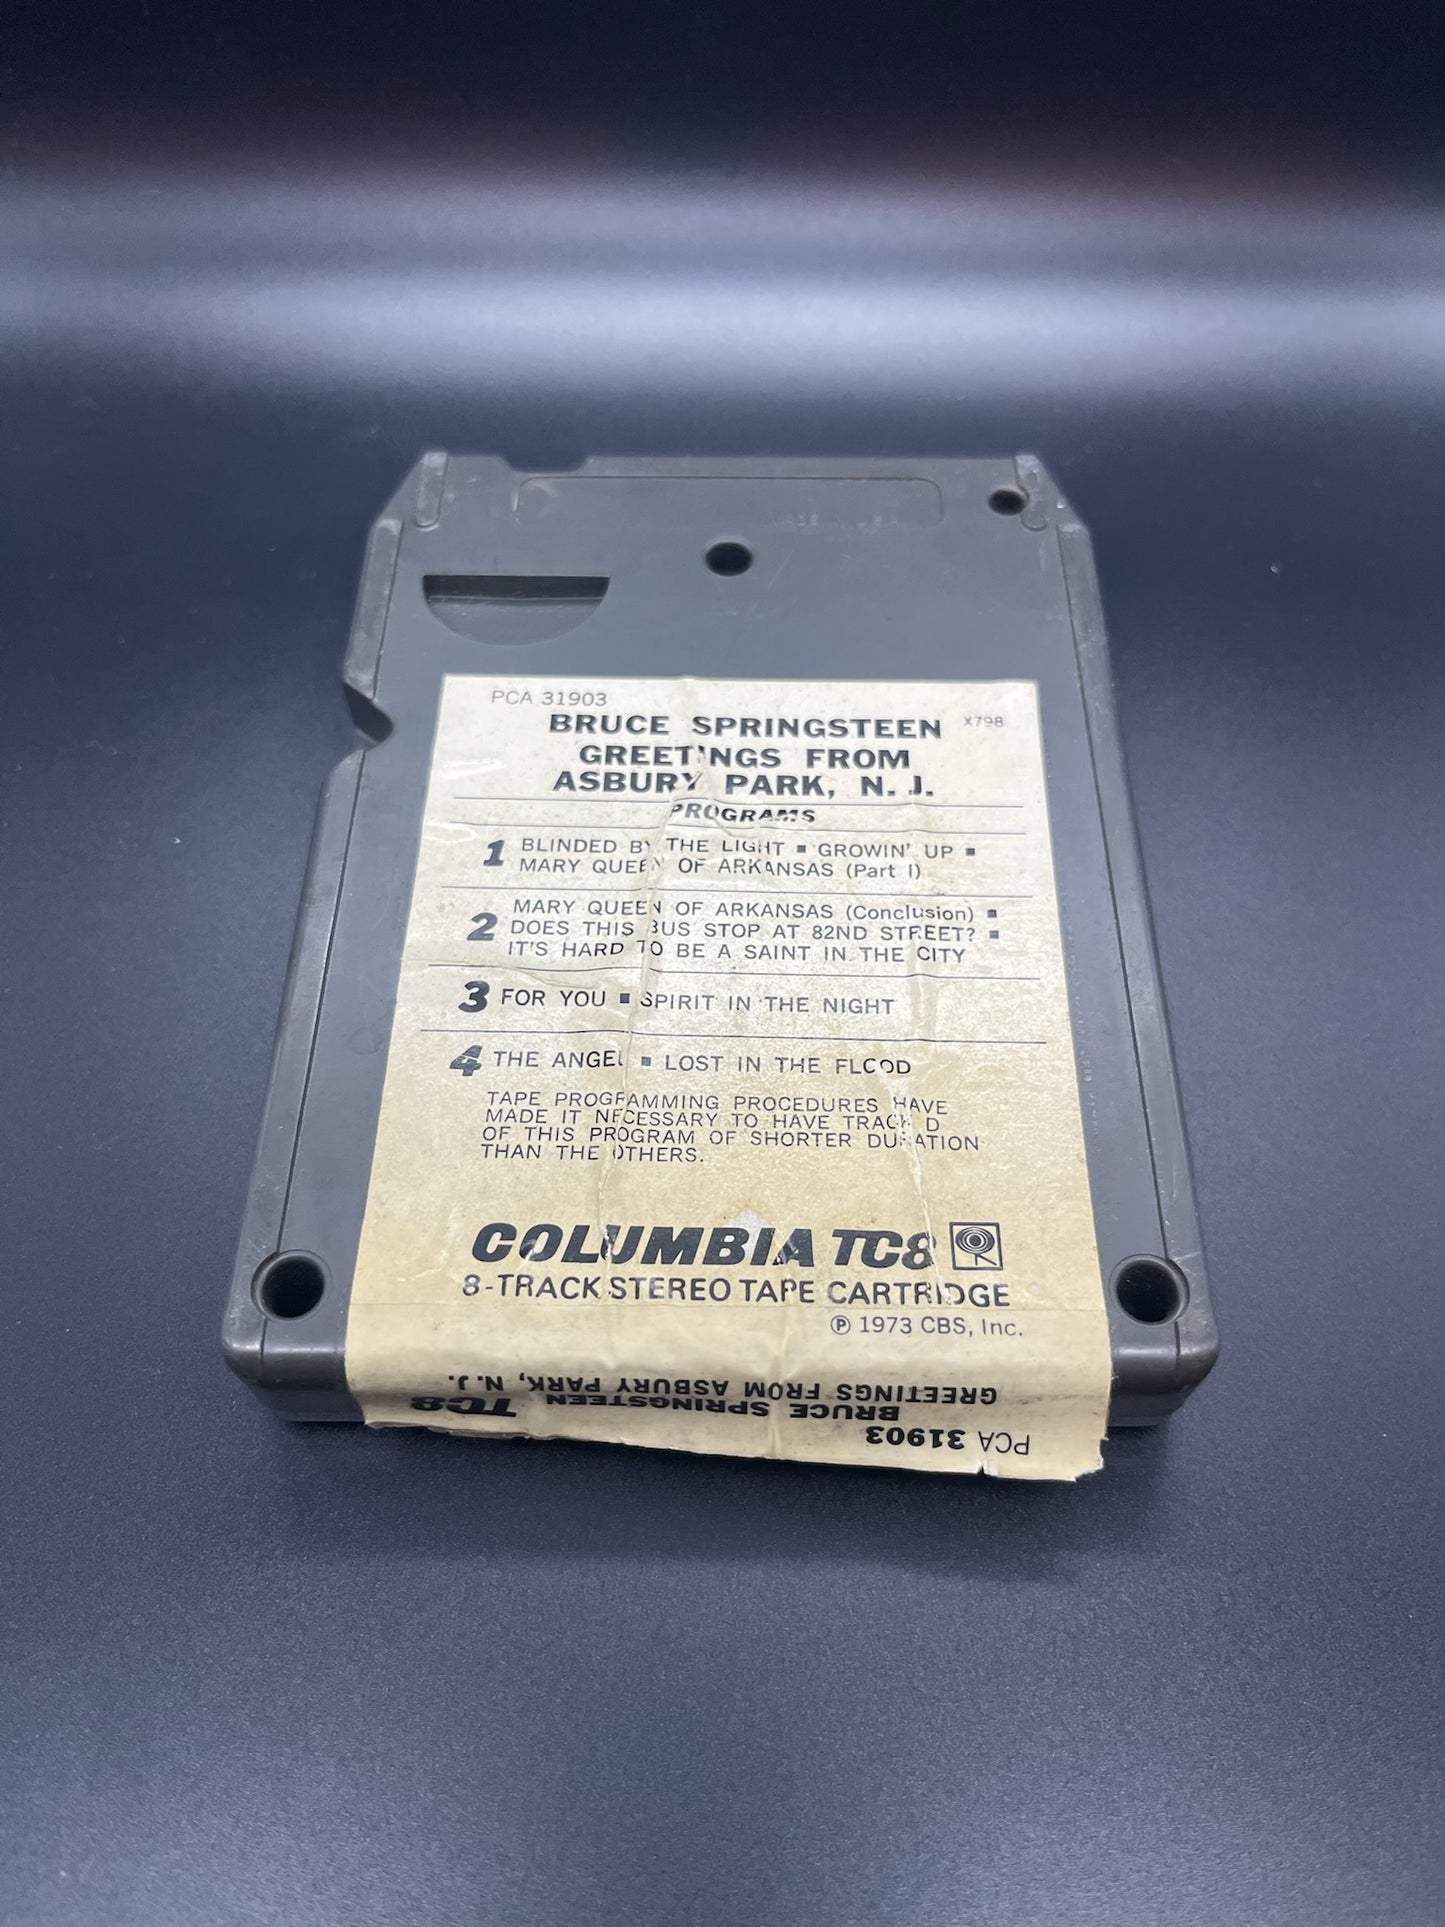 MADE IN USA
PCA 31903
X798
BRUCE SPRINGSTEEN
GREETINGS FROM
ASBURY PARK, N. J.
PROGRAMS
1 BLINDED BY THE LIGHT ▪ GROWIN' UP ▪
MARY QUEEN OF ARKANSAS (Part I)
2 MARY QUEEN OF ARKANSAS (Conclusion) ▪
DOES THIS BUS STOP AT 82ND STREET? ▪
IT'S HARD TO BE A SAINT IN THE CITY
3 FOR YOU ▪ SPIRIT IN THE NIGHT
4 THE ANGEL ▪ LOST IN THE FLOOD
TAPE PROGRAMMING PROCEDURES HAVE
MADE IT NECESSARY TO HAVE TRACK D
OF THIS PROGRAM OF SHORTER DURATION
THAN THE OTHERS.
COLUMBIA TC8
8-TRACK STEREO TAPE CARTRIDGE
℗ 1973 CBS, Inc.
PCA 31903
BRUCE SPRINGSTEEN TC8
GREETINGS FROM ASBURY PARK, N.J.